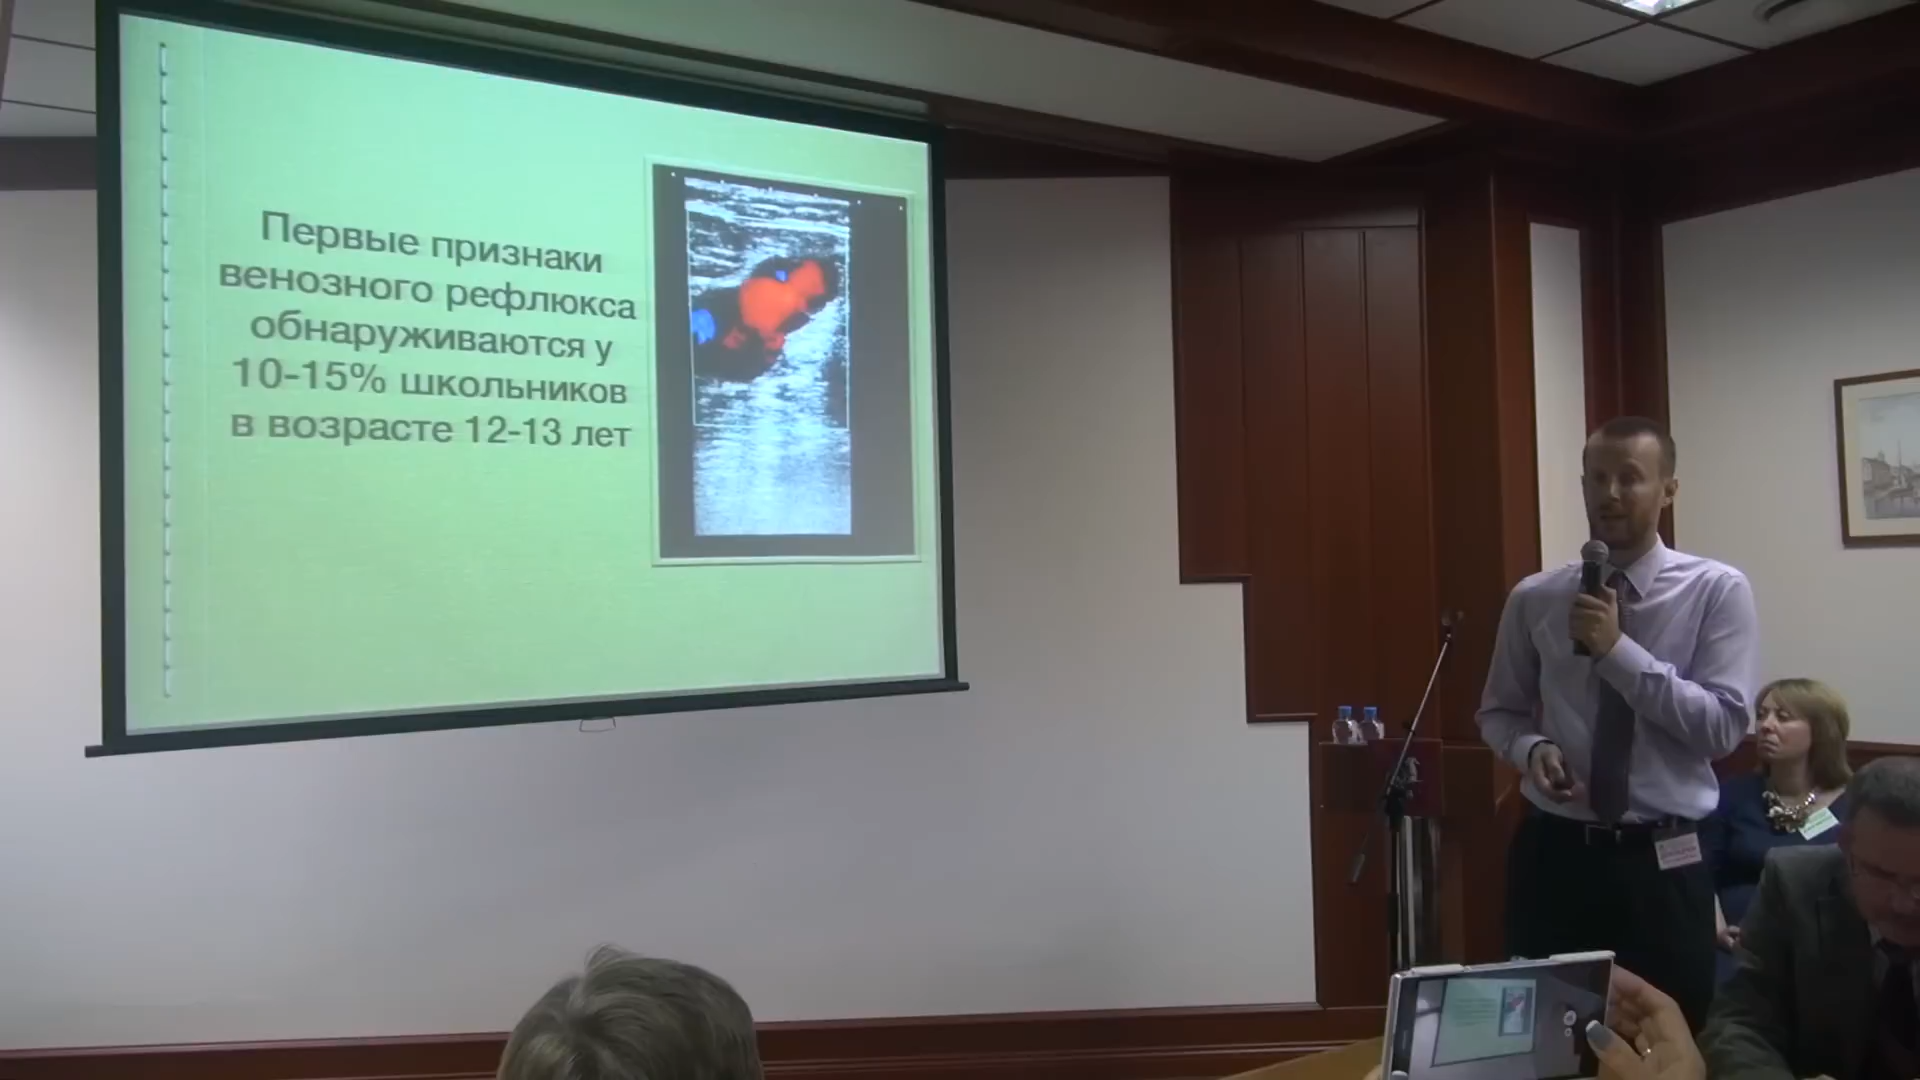 Первые признаки
венозного рефлюкса
обнаруживаются у
10-15% школьников
в возрасте 12-13 лет